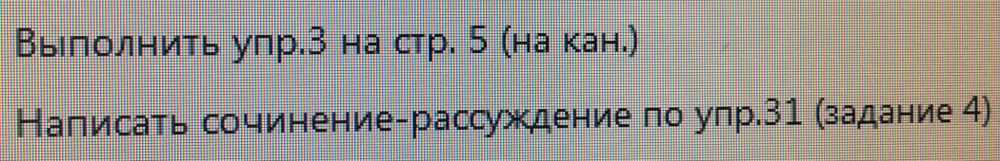 Выполнить упр.3 на стр. 5 (на кан.)
Написать сочинение-рассуждение по упр.31 (задание 4)